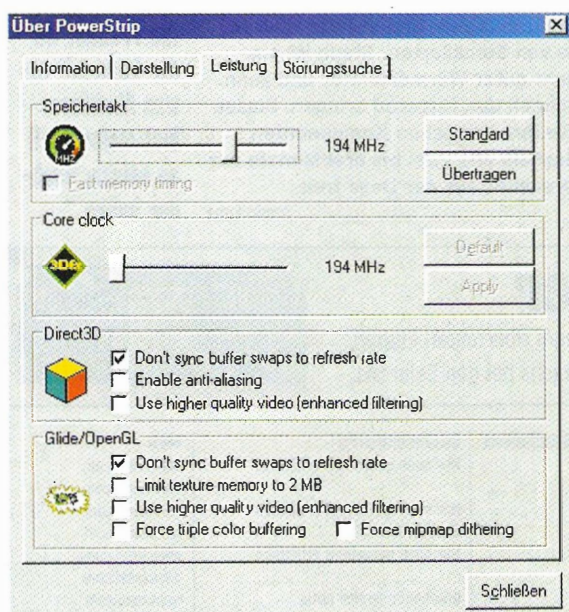 Über PowerStrip
Information Darstellung Leistung Störungssuche
Speichertakt
MHZ
194 MHz
Standard
Übertragen
Fast memory timing
Core clock
3Dfx
194 MHz
Default
Apply
Direct3D
Don't sync buffer swaps to refresh rate
Enable anti-aliasing
Use higher quality video (enhanced filtering)
Glide/OpenGL
Don't sync buffer swaps to refresh rate
Limit texture memory to 2 MB
Use higher quality video (enhanced filtering)
Force triple color buffering Force mipmap dithering
Schließen